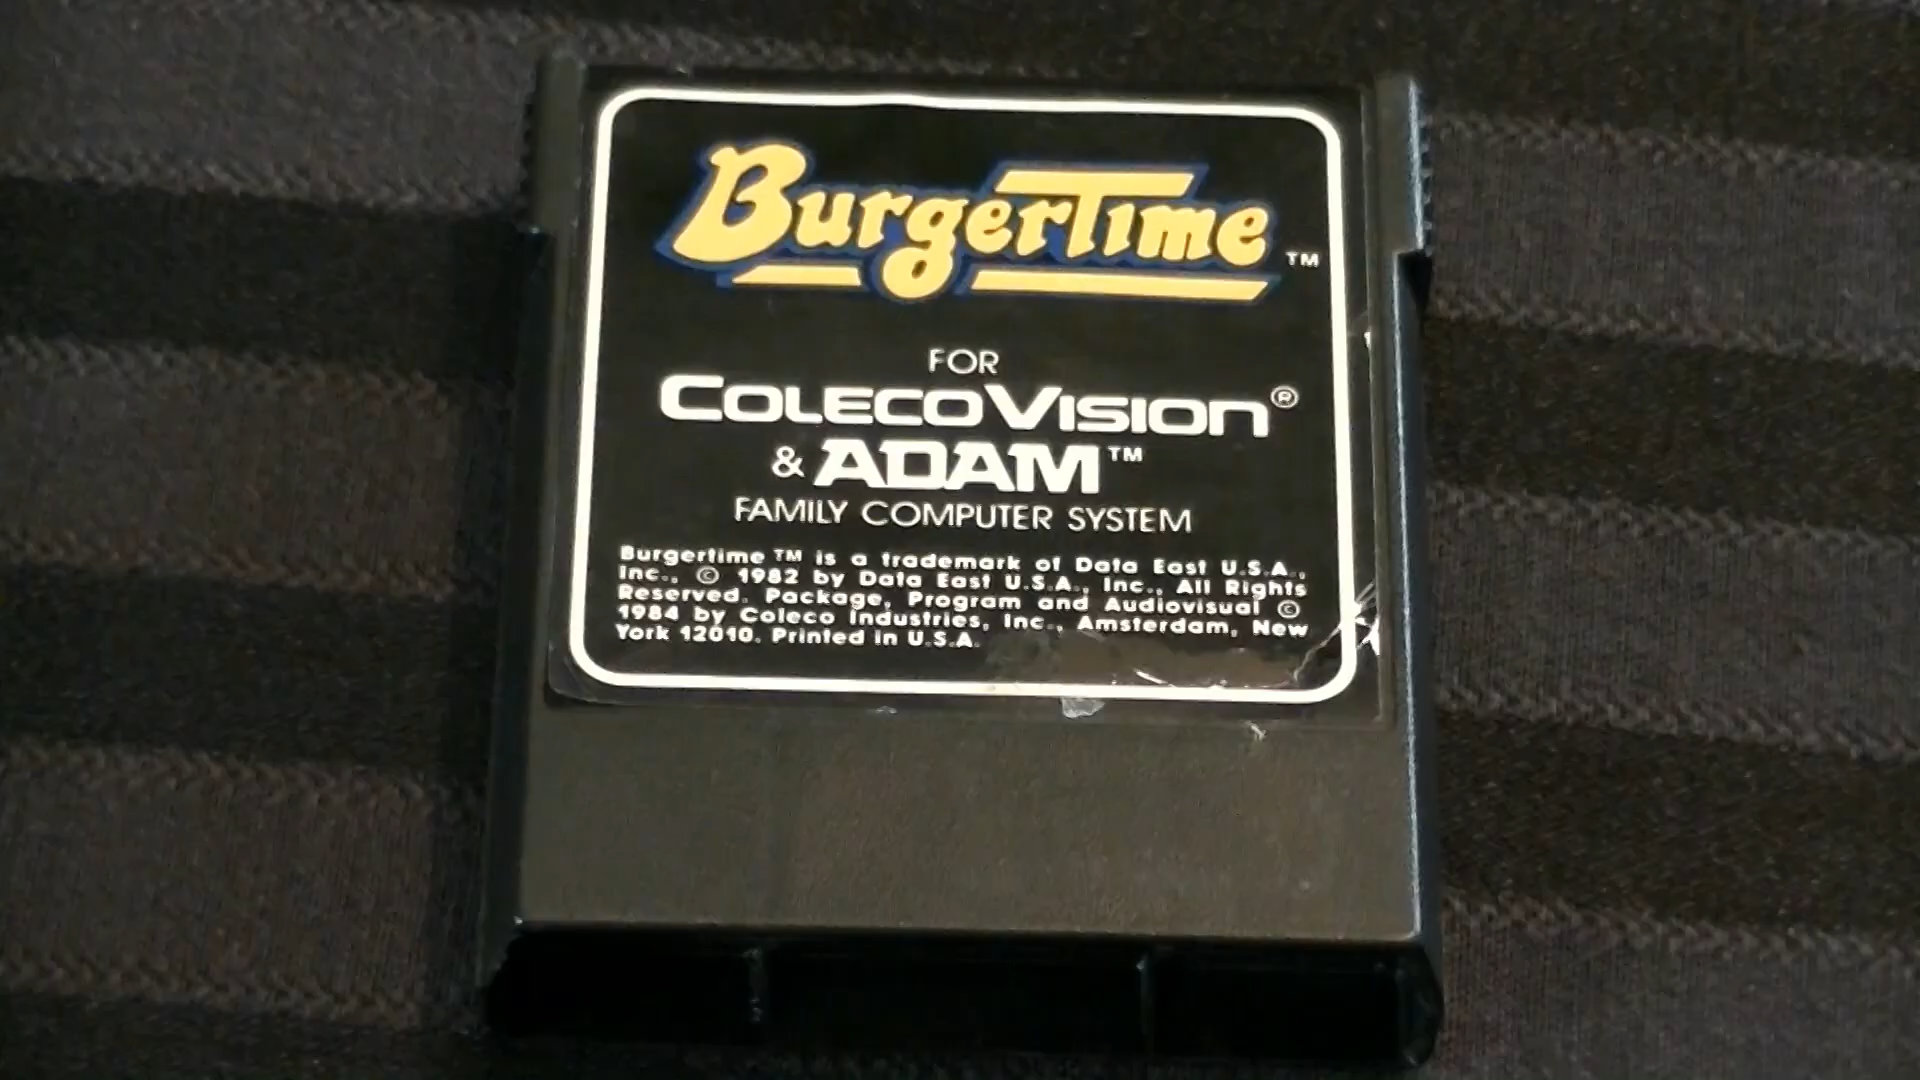 BurgerTime™
FOR
COLECOVISION®
& ADAM™
FAMILY COMPUTER SYSTEM
Burgertime™ is a trademark of Data East U.S.A.,
Inc., © 1982 by Data East U.S.A., Inc., All Rights
Reserved. Package, Program and Audiovisual ©
1984 by Coleco Industries, Inc., Amsterdam, New
York 12010. Printed in U.S.A.